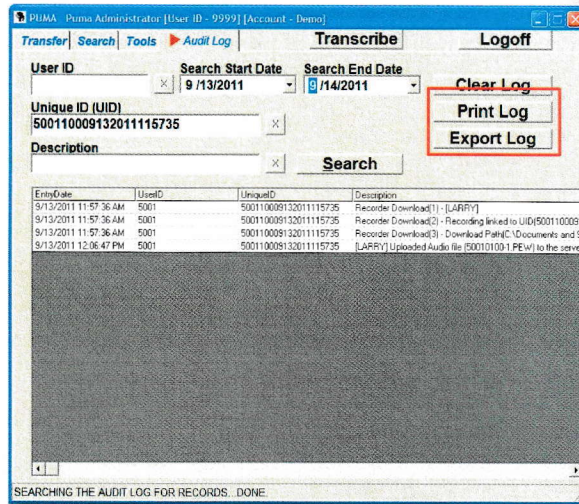 PUMA Puma Administrator [User ID - 9999] [Account - Demo]
Transfer Search Tools Audit Log Transcribe Logoff
User ID Search Start Date Search End Date
9 /13/2011 9 /14/2011 Clear Log
Unique ID (UID) Print Log
500110009132011115735 Export Log
Description
Search
EntryDate UserID UniqueID Description
9/13/2011 11:57:36 AM 5001 500110009132011115735 Recorder Download(1) - [LARRY]
9/13/2011 11:57:36 AM 5001 500110009132011115735 Recorder Download(2) - Recording linked to UID(500110009
9/13/2011 11:57:36 AM 5001 500110009132011115735 Recorder Download(3) - Download Path(C:\Documents and S
9/13/2011 12:06:47 PM 5001 500110009132011115735 [LARRY] Uploaded Audio file (50010100-1.PEW) to the serve
SEARCHING THE AUDIT LOG FOR RECORDS...DONE.